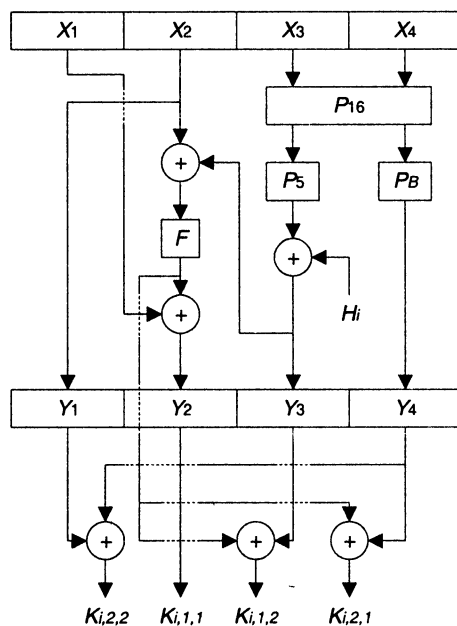 X1 X2 X3 X4
P16
+ P5 PB
F +
+ Hi
Y1 Y2 Y3 Y4
+ + +
Ki,2,2 Ki,1,1 Ki,1,2 Ki,2,1